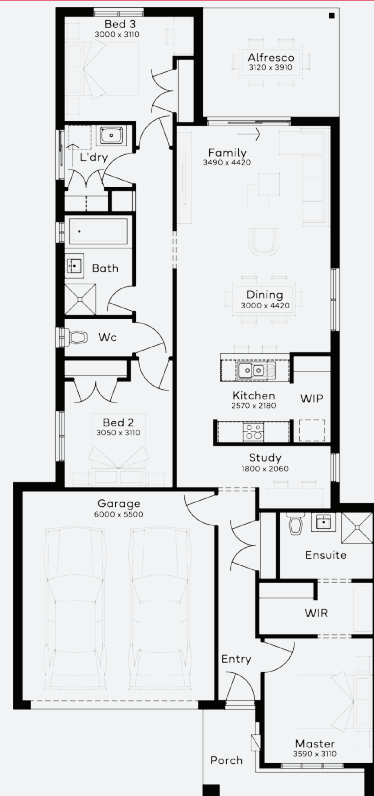 Bed 3
3000 x 3110
Alfresco
3120 x 3910
L'dry
Family
3490 x 4420
Bath
Dining
3000 x 4420
Wc
Kitchen
2570 x 2180
WIP
Bed 2
3050 x 3110
Study
1800 x 2060
Garage
6000 x 5500
Ensuite
WIR
Entry
Master
3590 x 3110
Porch